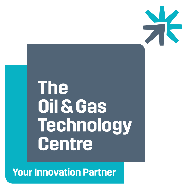 The
Oil & Gas
Technology
Centre
Your Innovation Partner